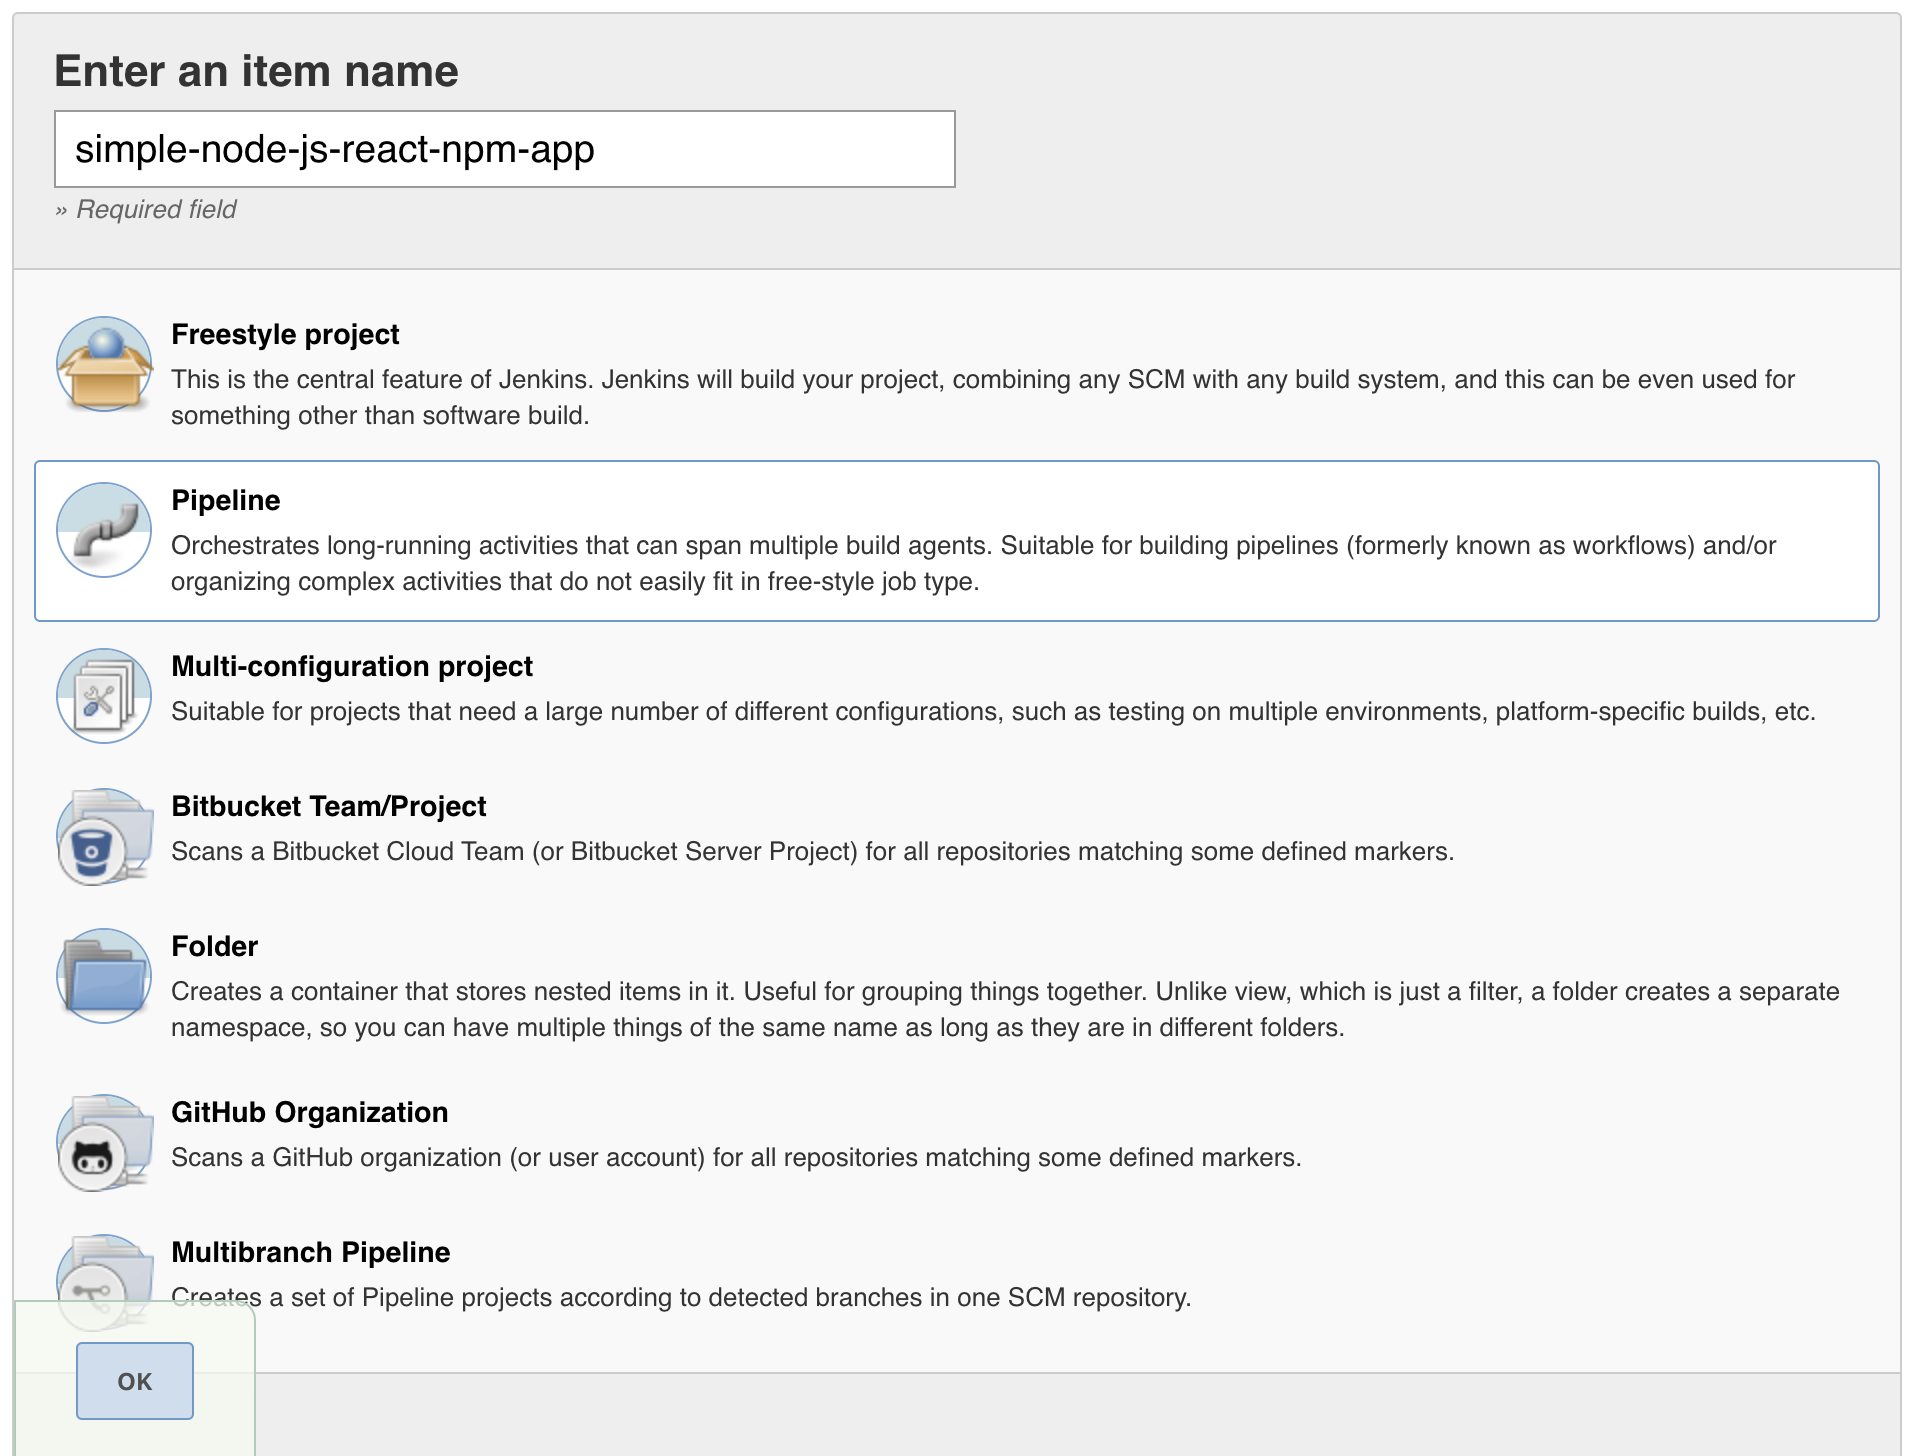 Enter an item name
simple-node-js-react-npm-app
» Required field
Freestyle project
This is the central feature of Jenkins. Jenkins will build your project, combining any SCM with any build system, and this can be even used for
something other than software build.
Pipeline
Orchestrates long-running activities that can span multiple build agents. Suitable for building pipelines (formerly known as workflows) and/or
organizing complex activities that do not easily fit in free-style job type.
Multi-configuration project
Suitable for projects that need a large number of different configurations, such as testing on multiple environments, platform-specific builds, etc.
Bitbucket Team/Project
Scans a Bitbucket Cloud Team (or Bitbucket Server Project) for all repositories matching some defined markers.
Folder
Creates a container that stores nested items in it. Useful for grouping things together. Unlike view, which is just a filter, a folder creates a separate
namespace, so you can have multiple things of the same name as long as they are in different folders.
GitHub Organization
Scans a GitHub organization (or user account) for all repositories matching some defined markers.
Multibranch Pipeline
Creates a set of Pipeline projects according to detected branches in one SCM repository.
OK